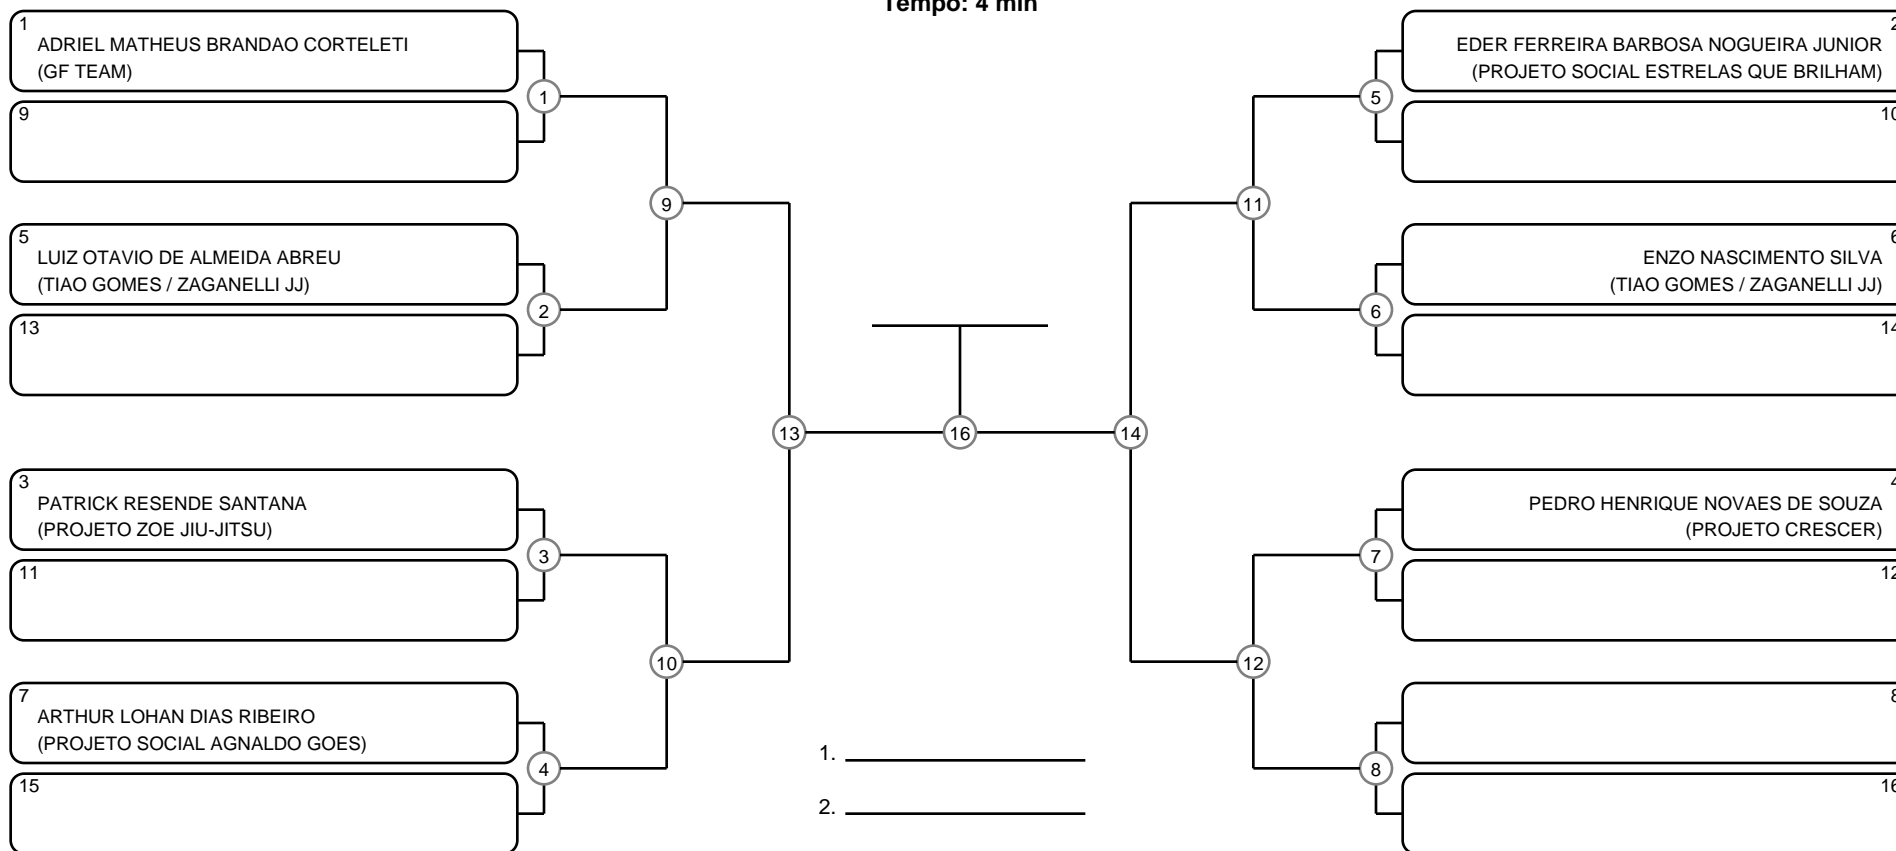 Tempo: 4 min
1
ADRIEL MATHEUS BRANDAO CORTELETI
(GF TEAM)
9
1
5
LUIZ OTAVIO DE ALMEIDA ABREU
(TIAO GOMES / ZAGANELLI JJ)
13
2
9
3
PATRICK RESENDE SANTANA
(PROJETO ZOE JIU-JITSU)
11
3
7
ARTHUR LOHAN DIAS RIBEIRO
(PROJETO SOCIAL AGNALDO GOES)
15
4
10
13
16
14
1.
2.
2
EDER FERREIRA BARBOSA NOGUEIRA JUNIOR
(PROJETO SOCIAL ESTRELAS QUE BRILHAM)
10
5
6
ENZO NASCIMENTO SILVA
(TIAO GOMES / ZAGANELLI JJ)
14
6
11
4
PEDRO HENRIQUE NOVAES DE SOUZA
(PROJETO CRESCER)
12
7
8
16
8
12